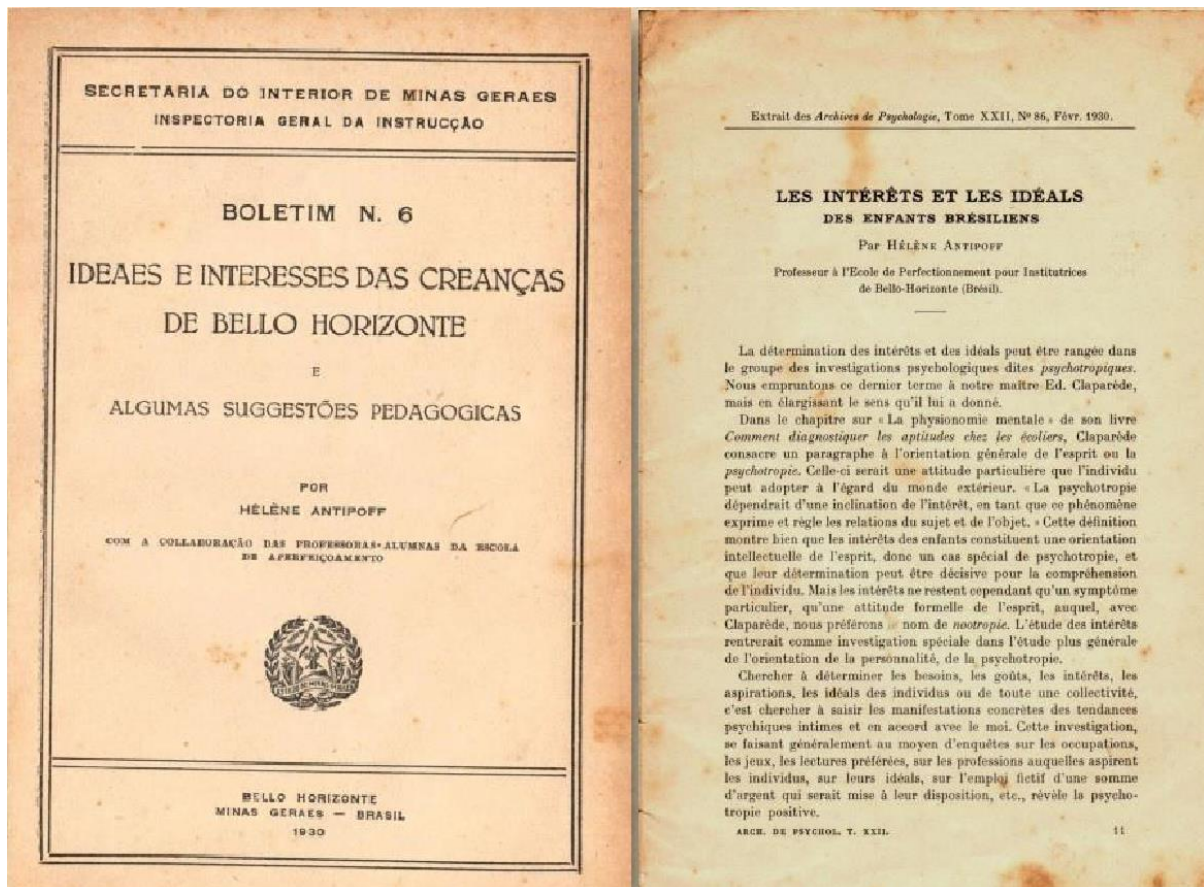 SECRETARIA DO INTERIOR DE MINAS GERAES
INSPECTORIA GERAL DA INSTRUCÇÃO
BOLETIM N. 6
IDEAES E INTERESSES DAS CREANÇAS
DE BELLO HORIZONTE
E
ALGUMAS SUGGESTÕES PEDAGOGICAS
POR
HÉLÈNE ANTIPOFF
COM A COLLABORAÇÃO DAS PROFESSORAS-ALUMNAS DA ESCOLA
DE APERFEIÇOAMENTO
BELLO HORIZONTE
MINAS GERAES — BRASIL
1930
Extrait des Archives de Psychologie, Tome XXII, Nº 86, Févr. 1930.
LES INTÉRÊTS ET LES IDÉALS
DES ENFANTS BRÉSILIENS
Par HÉLÈNE ANTIPOFF
Professeur à l'Ecole de Perfectionnement pour Institutrices
de Bello-Horizonte (Brésil).
La détermination des intérêts et des idéals peut être rangée dans
le groupe des investigations psychologiques dites psychotropiques.
Nous empruntons ce dernier terme à notre maître Ed. Claparède,
mais en élargissant le sens qu'il lui a donné.
Dans le chapitre sur « La physionomie mentale » de son livre
Comment diagnostiquer les aptitudes chez les écoliers, Claparède
consacre un paragraphe à l'orientation générale de l'esprit ou la
psychotropie. Celle-ci serait une attitude particulière que l'individu
peut adopter à l'égard du monde extérieur. « La psychotropie
dépendrait d'une inclination de l'intérêt, en tant que ce phénomène
exprime et règle les relations du sujet et de l'objet. » Cette définition
montre bien que les intérêts des enfants constituent une orientation
intellectuelle de l'esprit, donc un cas spécial de psychotropie, et
que leur détermination peut être décisive pour la compréhension
de l'individu. Mais les intérêts ne restent cependant qu'un symptôme
particulier, qu'une attitude formelle de l'esprit, auquel, avec
Claparède, nous préférons nom de nootropie. L'étude des intérêts
rentrerait comme investigation spéciale dans l'étude plus générale
de l'orientation de la personnalité, de la psychotropie.
Chercher à déterminer les besoins, les goûts, les intérêts, les
aspirations, les idéals des individus ou de toute une collectivité,
c'est chercher à saisir les manifestations concrètes des tendances
psychiques intimes et en accord avec le moi. Cette investigation,
se faisant généralement au moyen d'enquêtes sur les occupations,
les jeux, les lectures préférées, sur les professions auquelles aspirent
les individus, sur leurs idéals, sur l'emploi fictif d'une somme
d'argent qui serait mise à leur disposition, etc., révèle la psycho-
tropie positive.
ARCH. DE PSYCHOL. T. XXII. 11